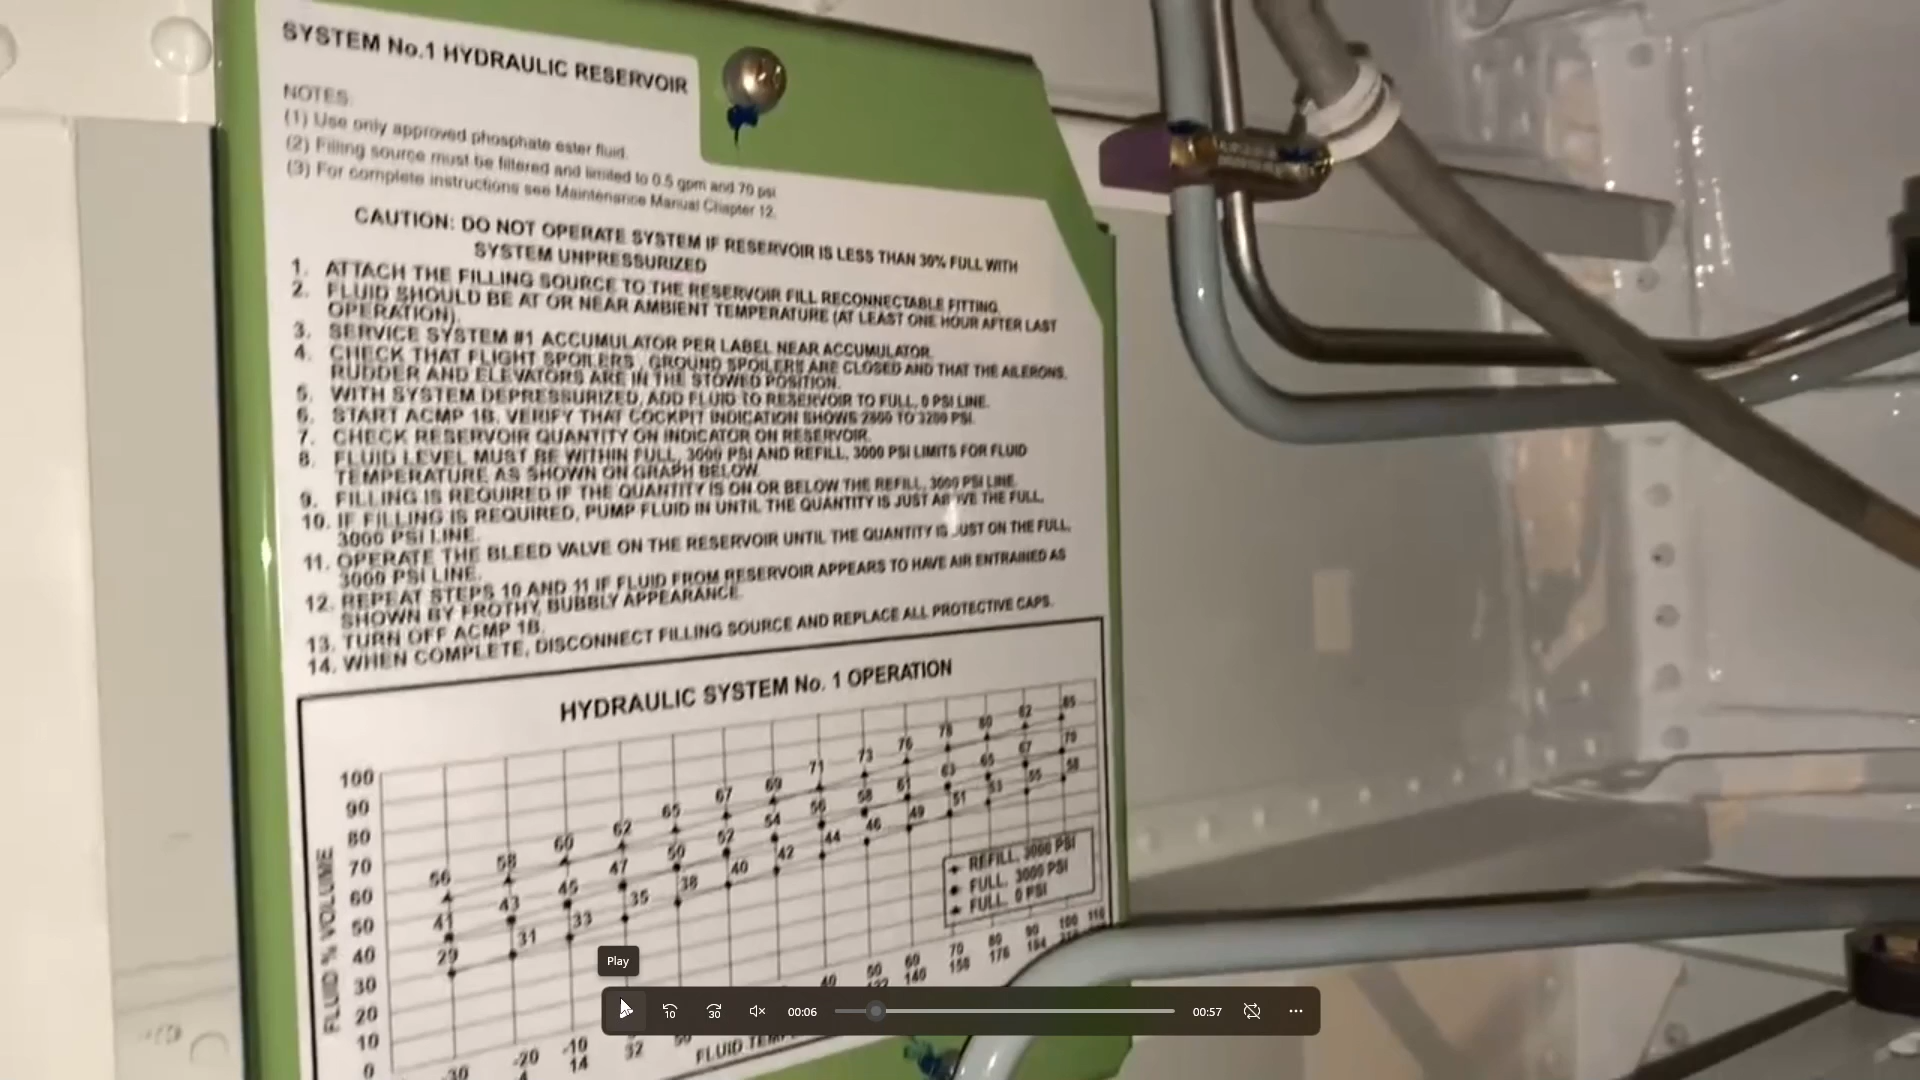 SYSTEM No.1 HYDRAULIC RESERVOIR
NOTES:
(1) Use only approved phosphate ester fluid.
(2) Filling source must be filtered and limited to 0.5 gpm and 70 psi
(3) For complete instructions see Maintenance Manual Chapter 12.
CAUTION: DO NOT OPERATE SYSTEM IF RESERVOIR IS LESS THAN 30% FULL WITH
SYSTEM UNPRESSURIZED
1. ATTACH THE FILLING SOURCE TO THE RESERVOIR FILL RECONNECTABLE FITTING.
2. FLUID SHOULD BE AT OR NEAR AMBIENT TEMPERATURE (AT LEAST ONE HOUR AFTER LAST
OPERATION).
3. SERVICE SYSTEM #1 ACCUMULATOR PER LABEL NEAR ACCUMULATOR.
4. CHECK THAT FLIGHT SPOILERS, GROUND SPOILERS ARE CLOSED AND THAT THE AILERONS,
RUDDER AND ELEVATORS ARE IN THE STOWED POSITION.
5. WITH SYSTEM DEPRESSURIZED, ADD FLUID TO RESERVOIR TO FULL, 0 PSI LINE.
6. START ACMP 1B. VERIFY THAT COCKPIT INDICATION SHOWS 2800 TO 3200 PSI.
7. CHECK RESERVOIR QUANTITY ON INDICATOR ON RESERVOIR.
8. FLUID LEVEL MUST BE WITHIN FULL, 3000 PSI AND REFILL, 3000 PSI LIMITS FOR FLUID
TEMPERATURE AS SHOWN ON GRAPH BELOW.
9. FILLING IS REQUIRED IF THE QUANTITY IS ON OR BELOW THE REFILL, 3000 PSI LINE.
10. IF FILLING IS REQUIRED, PUMP FLUID IN UNTIL THE QUANTITY IS JUST ABOVE THE FULL,
3000 PSI LINE.
11. OPERATE THE BLEED VALVE ON THE RESERVOIR UNTIL THE QUANTITY IS JUST ON THE FULL,
3000 PSI LINE.
12. REPEAT STEPS 10 AND 11 IF FLUID FROM RESERVOIR APPEARS TO HAVE AIR ENTRAINED AS
SHOWN BY FROTHY, BUBBLY APPEARANCE.
13. TURN OFF ACMP 1B.
14. WHEN COMPLETE, DISCONNECT FILLING SOURCE AND REPLACE ALL PROTECTIVE CAPS.
HYDRAULIC SYSTEM No. 1 OPERATION
FLUID % VOLUME
100
90
80
70
60
50
40
30
20
10
0
56 58 60 62 65 67 69 71 73 76 78 80 82 85
41 43 45 47 50 52 54 56 58 61 63 65 67 70
29 31 33 35 38 40 42 44 46 49 51 53 55 58
REFILL, 3000 PSI
FULL, 3000 PSI
FULL, 0 PSI
-30 -20 -10 40 50 60 70 80 90 100 110
14 32 50 140 158 176 194
FLUID
Play
10
30
00:06
00:57